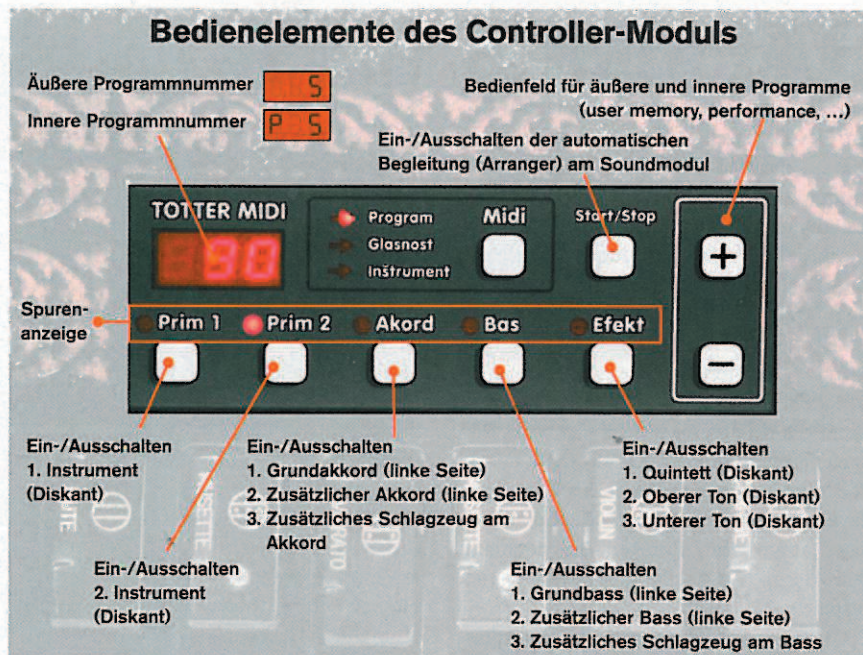 Bedienelemente des Controller-Moduls
Äußere Programmnummer
5
Innere Programmnummer
P 5
Bedienfeld für äußere und innere Programme
(user memory, performance, ...)
Ein-/Ausschalten der automatischen
Begleitung (Arranger) am Soundmodul
TOTTER MIDI
30
Program
Glasnost
Inštrument
Midi
Start/Stop
+
Spuren-
anzeige
Prim 1
Prim 2
Akord
Bas
Efekt
−
Ein-/Ausschalten
1. Instrument
(Diskant)
Ein-/Ausschalten
1. Grundakkord (linke Seite)
2. Zusätzlicher Akkord (linke Seite)
3. Zusätzliches Schlagzeug am
Akkord
Ein-/Ausschalten
1. Quintett (Diskant)
2. Oberer Ton (Diskant)
3. Unterer Ton (Diskant)
Ein-/Ausschalten
2. Instrument
(Diskant)
Ein-/Ausschalten
1. Grundbass (linke Seite)
2. Zusätzlicher Bass (linke Seite)
3. Zusätzliches Schlagzeug am Bass
VIOLIN